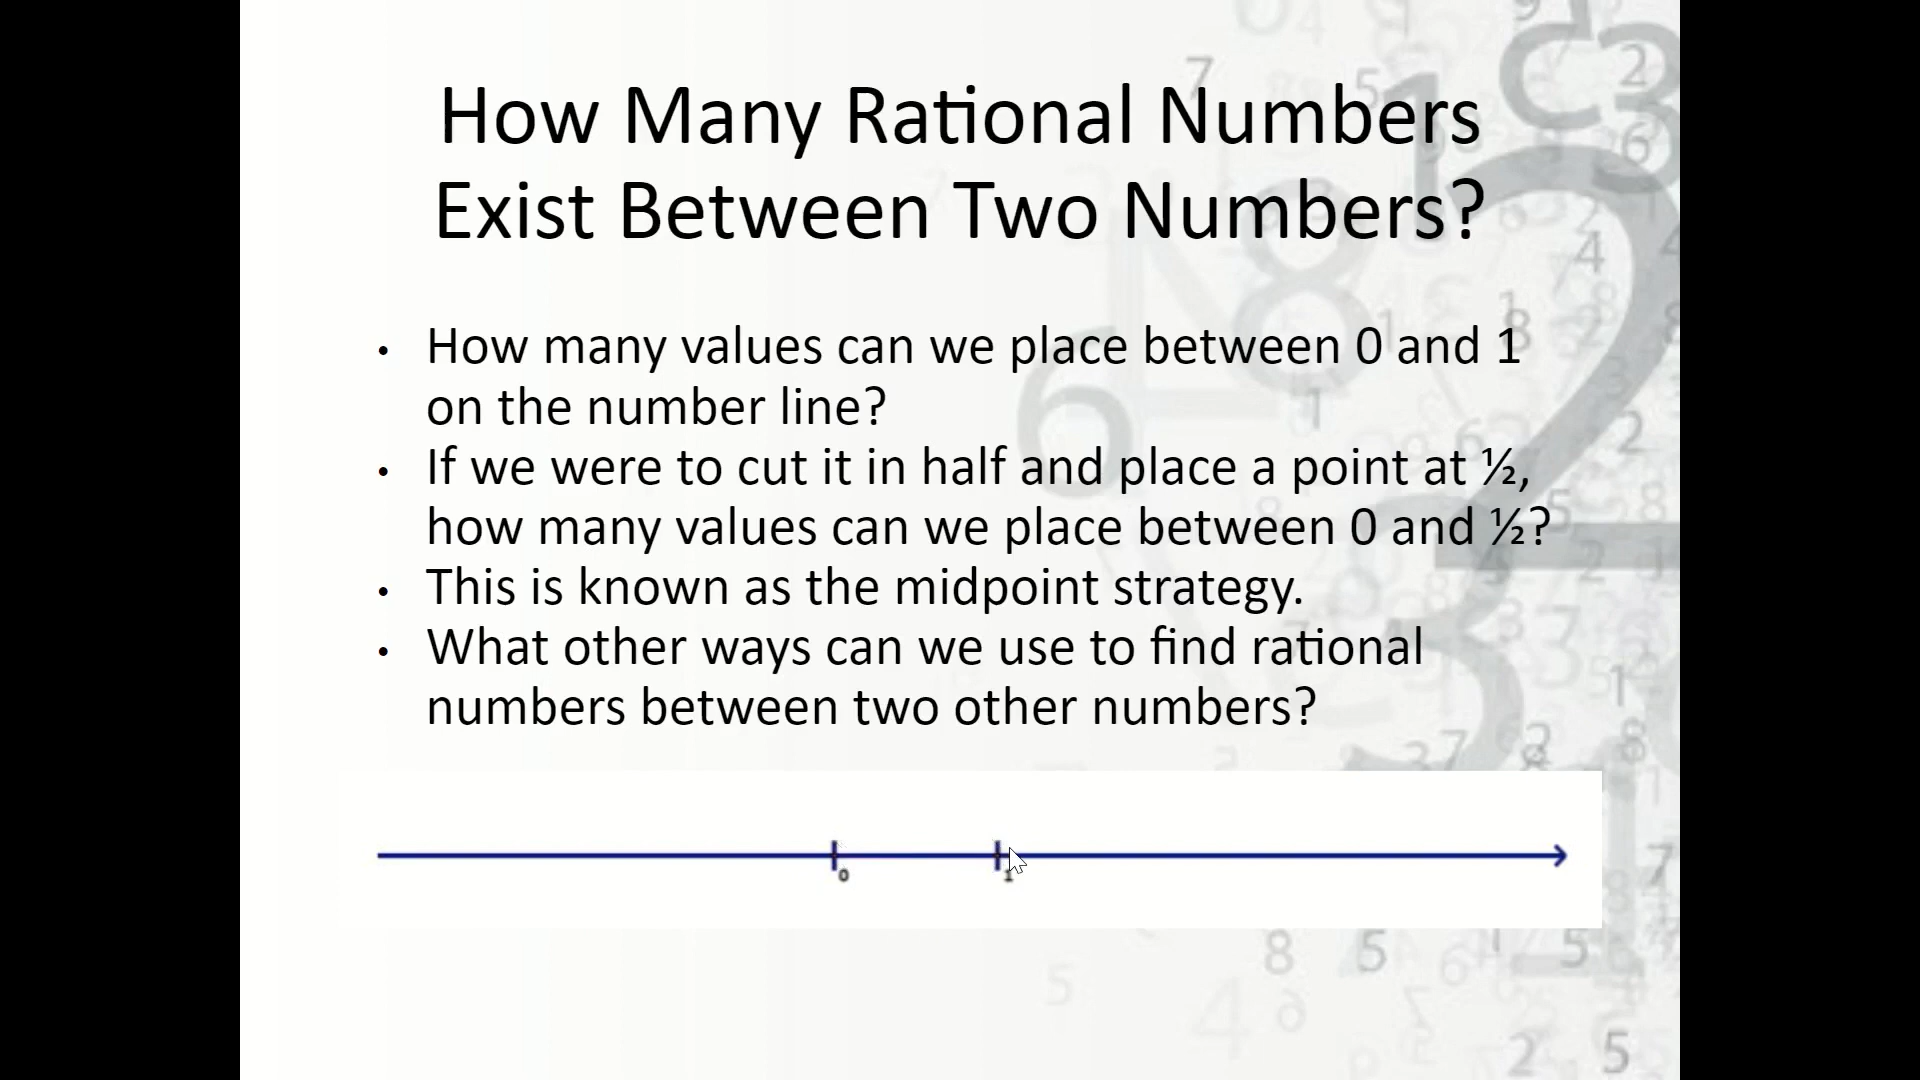 How Many Rational Numbers
Exist Between Two Numbers?
• How many values can we place between 0 and 1
on the number line?
• If we were to cut it in half and place a point at ½,
how many values can we place between 0 and ½?
• This is known as the midpoint strategy.
• What other ways can we use to find rational
numbers between two other numbers?
0 1